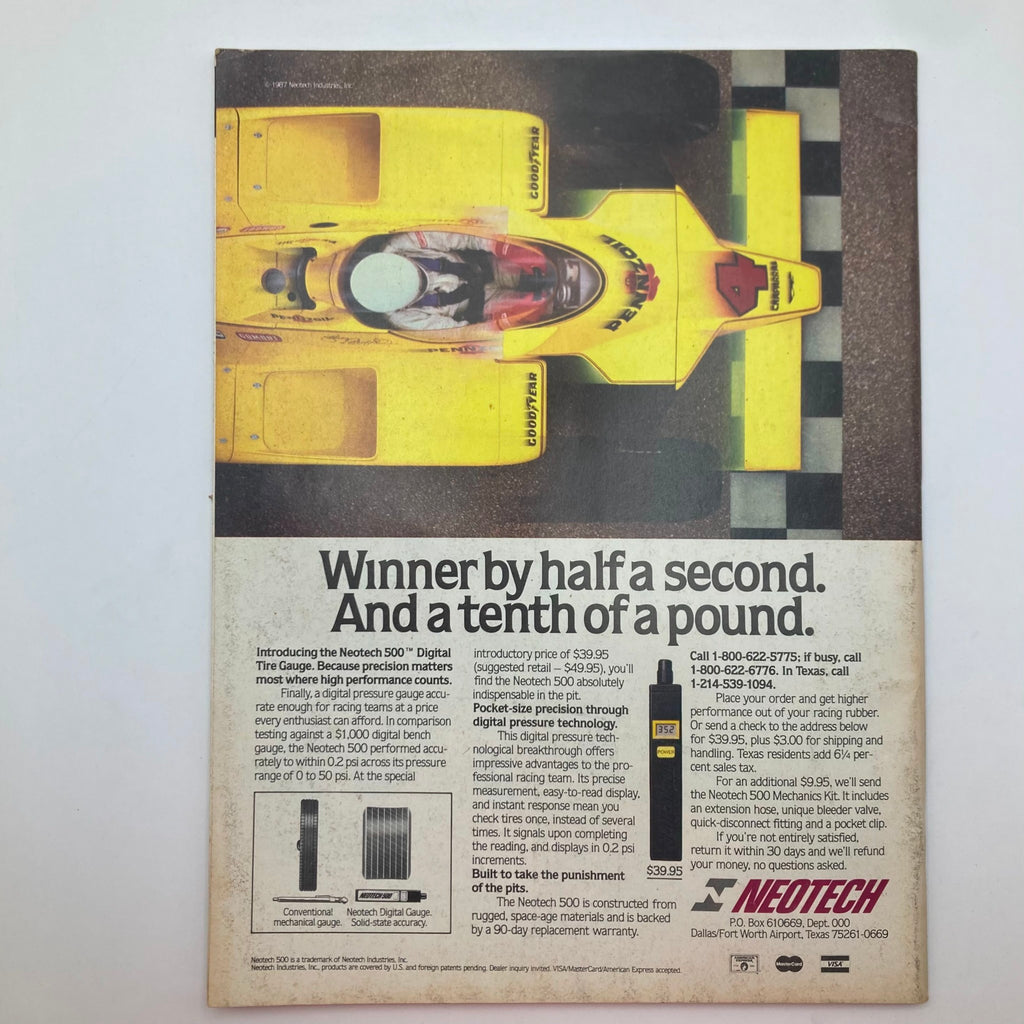 © 1987 Neotech Industries, Inc.
GOODYEAR
PENNZOIL
4
PENNZOIL
PENN
GOODYEAR
Winner by half a second.
And a tenth of a pound.
Introducing the Neotech 500™ Digital
Tire Gauge. Because precision matters
most where high performance counts.
Finally, a digital pressure gauge accu-
rate enough for racing teams at a price
every enthusiast can afford. In comparison
testing against a $1,000 digital bench
gauge, the Neotech 500 performed accu-
rately to within 0.2 psi across its pressure
range of 0 to 50 psi. At the special
NEOTECH 500
Conventional
mechanical gauge.
Neotech Digital Gauge.
Solid-state accuracy.
introductory price of $39.95
(suggested retail – $49.95), you'll
find the Neotech 500 absolutely
indispensable in the pit.
Pocket-size precision through
digital pressure technology.
This digital pressure tech-
nological breakthrough offers
impressive advantages to the pro-
fessional racing team. Its precise
measurement, easy-to-read display,
and instant response mean you
check tires once, instead of several
times. It signals upon completing
the reading, and displays in 0.2 psi
increments.
Built to take the punishment
of the pits.
The Neotech 500 is constructed from
rugged, space-age materials and is backed
by a 90-day replacement warranty.
35.2
POWER
$39.95
Call 1-800-622-5775; if busy, call
1-800-622-6776. In Texas, call
1-214-539-1094.
Place your order and get higher
performance out of your racing rubber.
Or send a check to the address below
for $39.95, plus $3.00 for shipping and
handling. Texas residents add 6¼ per-
cent sales tax.
For an additional $9.95, we'll send
the Neotech 500 Mechanics Kit. It includes
an extension hose, unique bleeder valve,
quick-disconnect fitting and a pocket clip.
If you're not entirely satisfied,
return it within 30 days and we'll refund
your money, no questions asked.
NEOTECH
P.O. Box 610669, Dept. 000
Dallas/Fort Worth Airport, Texas 75261-0669
Neotech 500 is a trademark of Neotech Industries, Inc.
Neotech Industries, Inc., products are covered by U.S. and foreign patents pending. Dealer inquiry invited. VISA/MasterCard/American Express accepted.
MasterCard
VISA